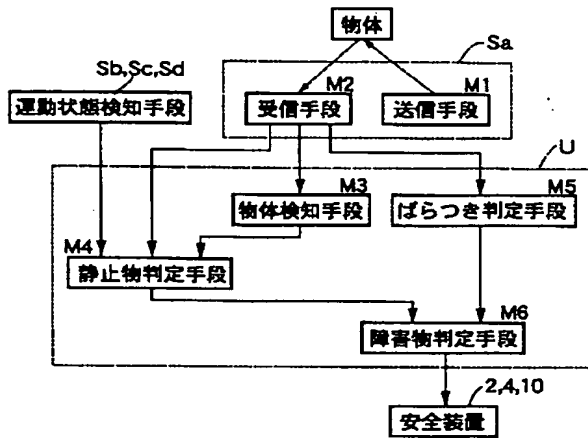 物体
Sa
Sb,Sc,Sd
M2
M1
運動状態検知手段
受信手段
送信手段
U
M3
M5
物体検知手段
ばらつき判定手段
M4
静止物判定手段
M6
障害物判定手段
2,4,10
安全装置